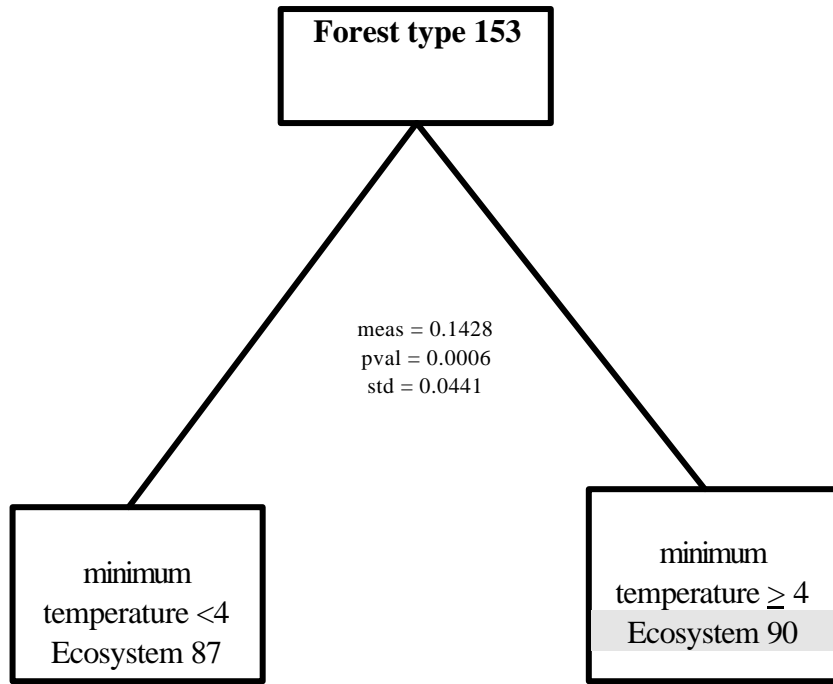 Forest type 153
meas = 0.1428
pval = 0.0006
std = 0.0441
minimum
temperature <4
Ecosystem 87
minimum
temperature ≥ 4
Ecosystem 90